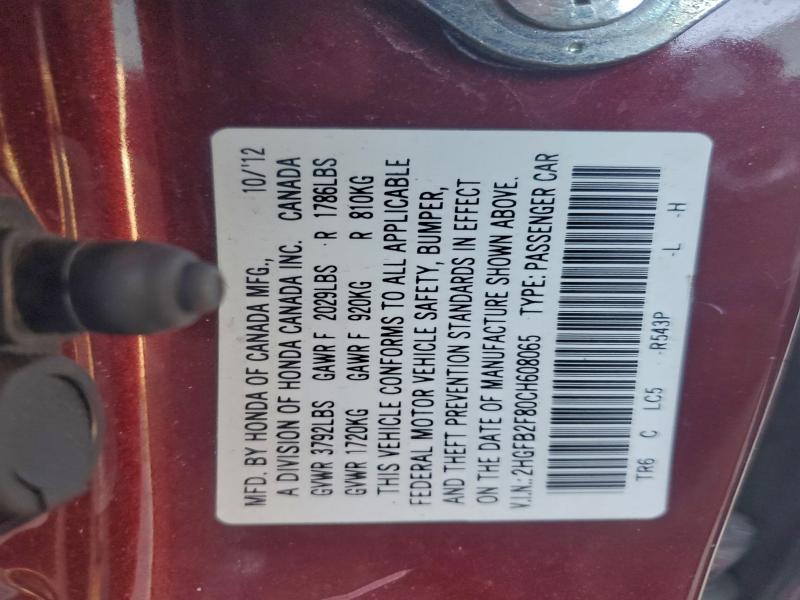 MFD. BY HONDA OF CANADA MFG., 10/'12
A DIVISION OF HONDA CANADA INC. CANADA
GVWR 3792LBS GAWR F 2029LBS R 1786LBS
GVWR 1720KG GAWR F 920KG R 810KG
THIS VEHICLE CONFORMS TO ALL APPLICABLE
FEDERAL MOTOR VEHICLE SAFETY, BUMPER,
AND THEFT PREVENTION STANDARDS IN EFFECT
ON THE DATE OF MANUFACTURE SHOWN ABOVE.
V.I.N.: 2HGFB2F80CH608065 TYPE: PASSENGER CAR
TR6 C LC5 -R543P -L -H